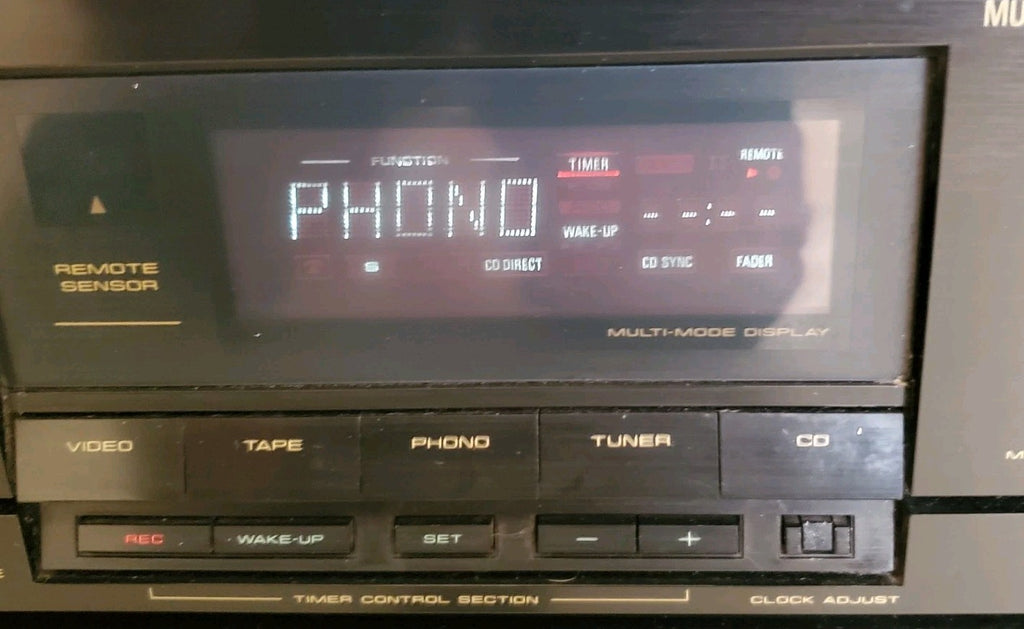 MU
FUNCTION
TIMER
REMOTE
PHONO
WAKE-UP
-- -- : -- --
S
CD DIRECT
CD SYNC
FADER
REMOTE
SENSOR
MULTI-MODE DISPLAY
VIDEO
TAPE
PHONO
TUNER
CD
M
REC
WAKE-UP
SET
−
+
E
TIMER CONTROL SECTION
CLOCK ADJUST